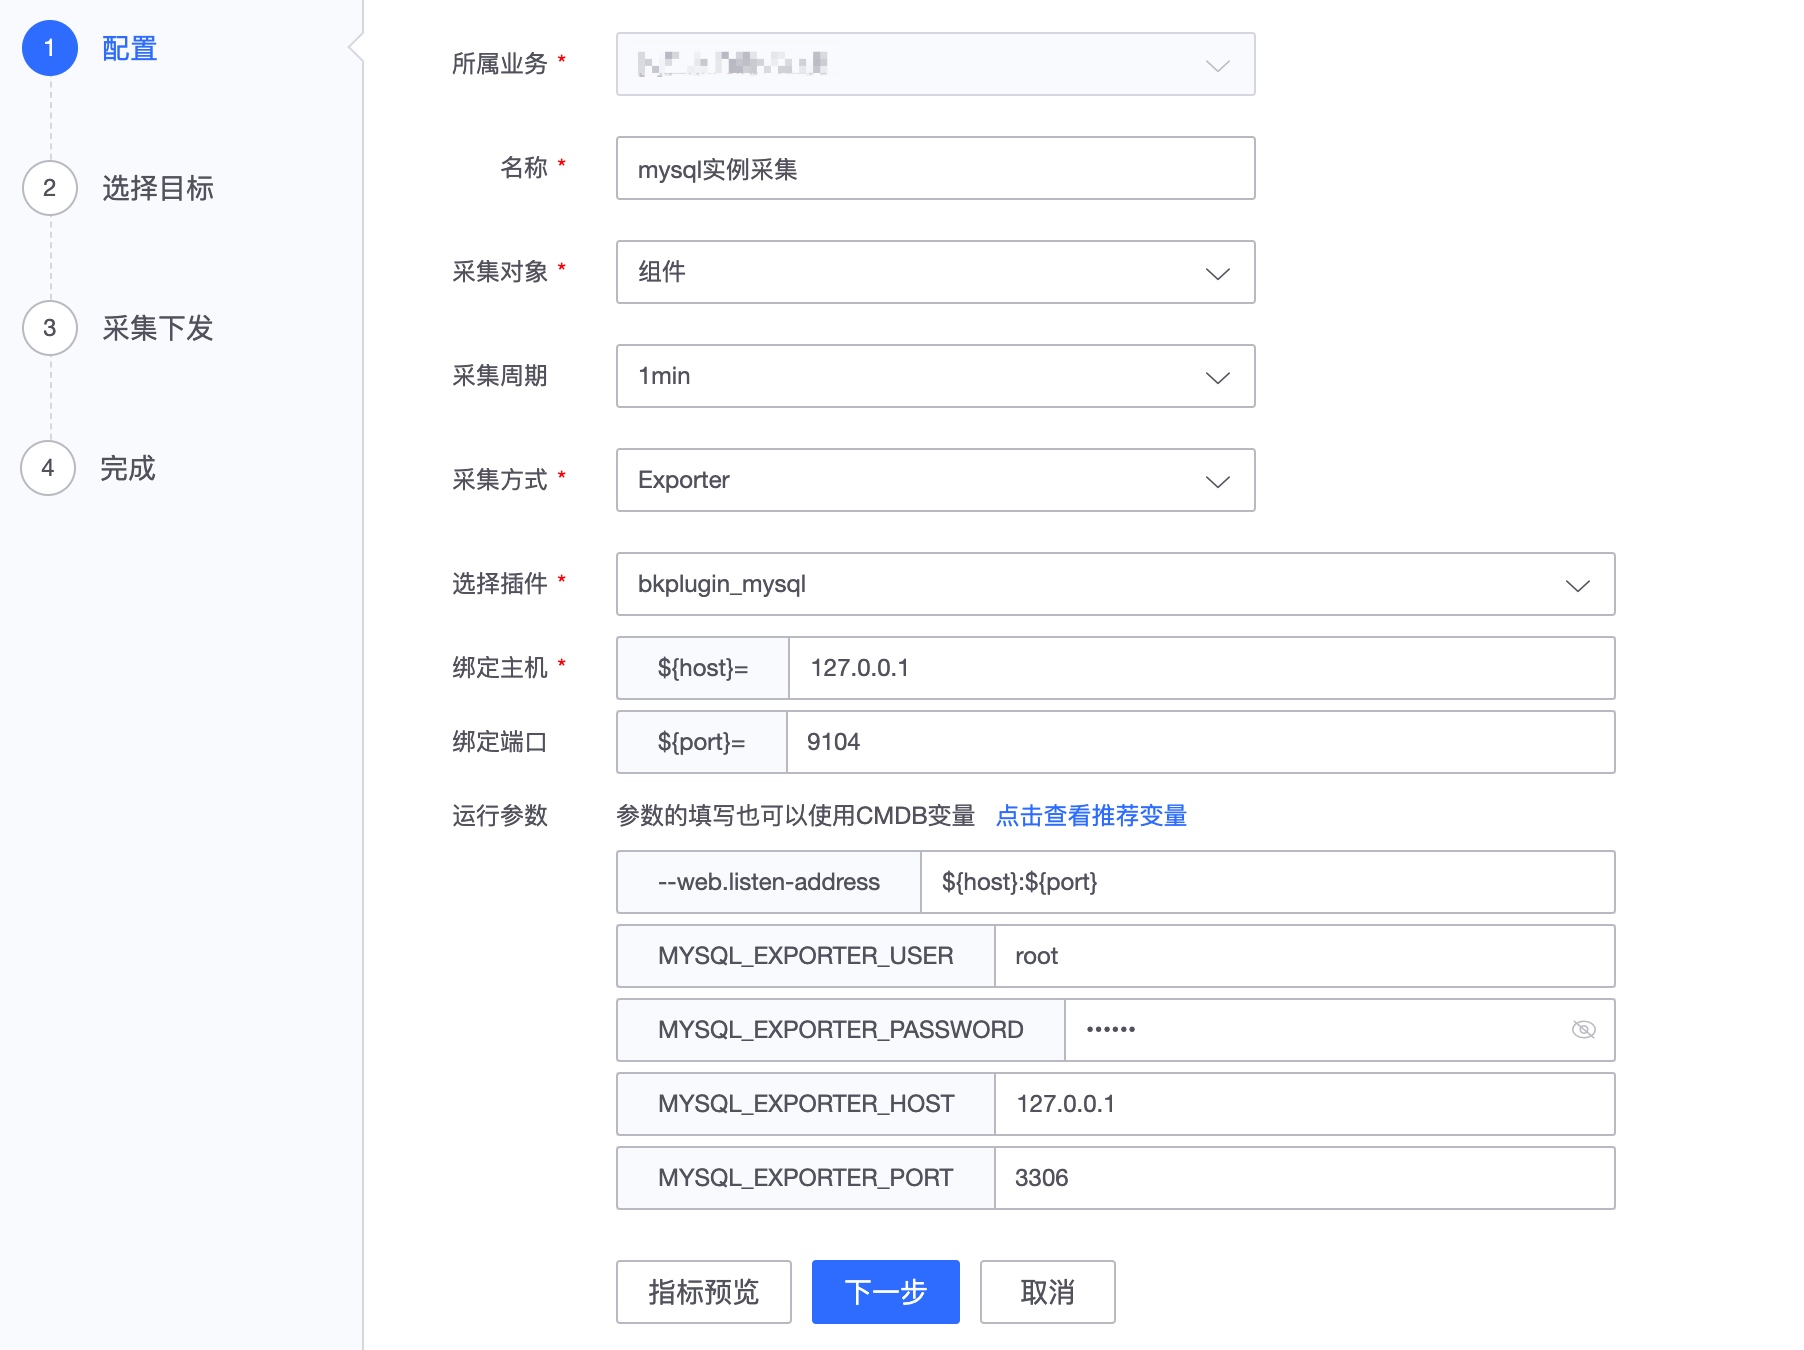 1 配置
2 选择目标
3 采集下发
4 完成
所属业务 *
名称 * mysql实例采集
采集对象 * 组件
采集周期 1min
采集方式 * Exporter
选择插件 * bkplugin_mysql
绑定主机 * ${host}= 127.0.0.1
绑定端口 ${port}= 9104
运行参数 参数的填写也可以使用CMDB变量 点击查看推荐变量
--web.listen-address ${host}:${port}
MYSQL_EXPORTER_USER root
MYSQL_EXPORTER_PASSWORD ••••••
MYSQL_EXPORTER_HOST 127.0.0.1
MYSQL_EXPORTER_PORT 3306
指标预览 下一步 取消